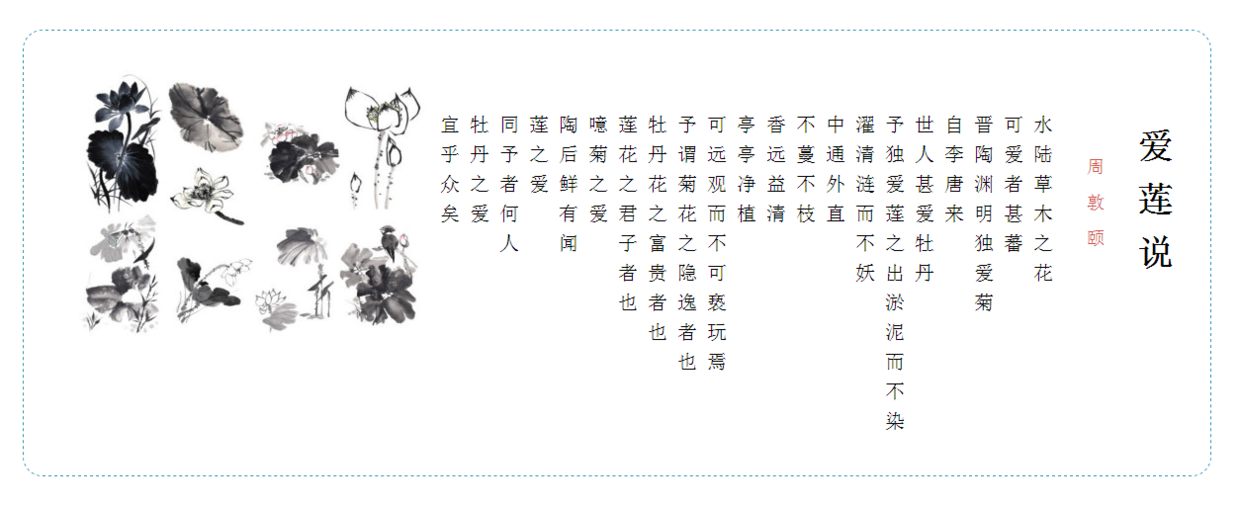 爱莲说
周敦颐
水陆草木之花
可爱者甚蕃
晋陶渊明独爱菊
自李唐来
世人甚爱牡丹
予独爱莲之出淤泥而不染
濯清涟而不妖
中通外直
不蔓不枝
香远益清
亭亭净植
可远观而不可亵玩焉
予谓菊花之隐逸者也
牡丹花之富贵者也
莲花之君子者也
噫菊之爱
陶后鲜有闻
莲之爱
同予者何人
牡丹之爱
宜乎众矣